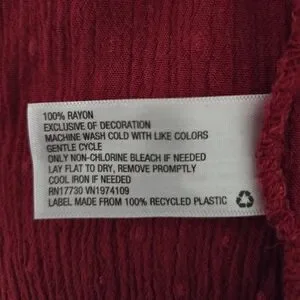 100% RAYON
EXCLUSIVE OF DECORATION
MACHINE WASH COLD WITH LIKE COLORS
GENTLE CYCLE
ONLY NON-CHLORINE BLEACH IF NEEDED
LAY FLAT TO DRY, REMOVE PROMPTLY
COOL IRON IF NEEDED
RN17730 VN1974109
LABEL MADE FROM 100% RECYCLED PLASTIC